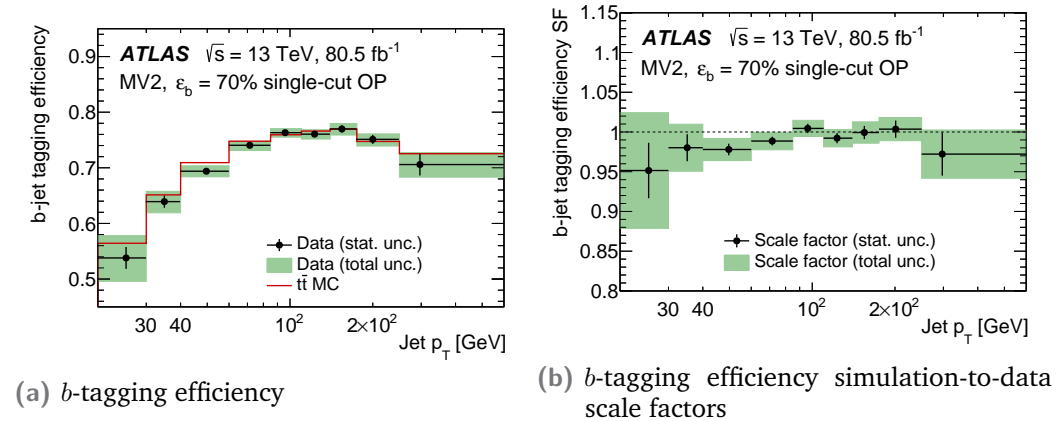 b-jet tagging efficiency
0.9
0.8
0.7
0.6
0.5
ATLAS √s = 13 TeV, 80.5 fb⁻¹
MV2, ε_b = 70% single-cut OP
Data (stat. unc.)
Data (total unc.)
tt̄ MC
30 40 10² 2×10²
Jet p_T [GeV]
(a) b-tagging efficiency
b-jet tagging efficiency SF
1.15
1.1
1.05
1
0.95
0.9
0.85
0.8
ATLAS √s = 13 TeV, 80.5 fb⁻¹
MV2, ε_b = 70% single-cut OP
Scale factor (stat. unc.)
Scale factor (total unc.)
30 40 10² 2×10²
Jet p_T [GeV]
(b) b-tagging efficiency simulation-to-data
scale factors